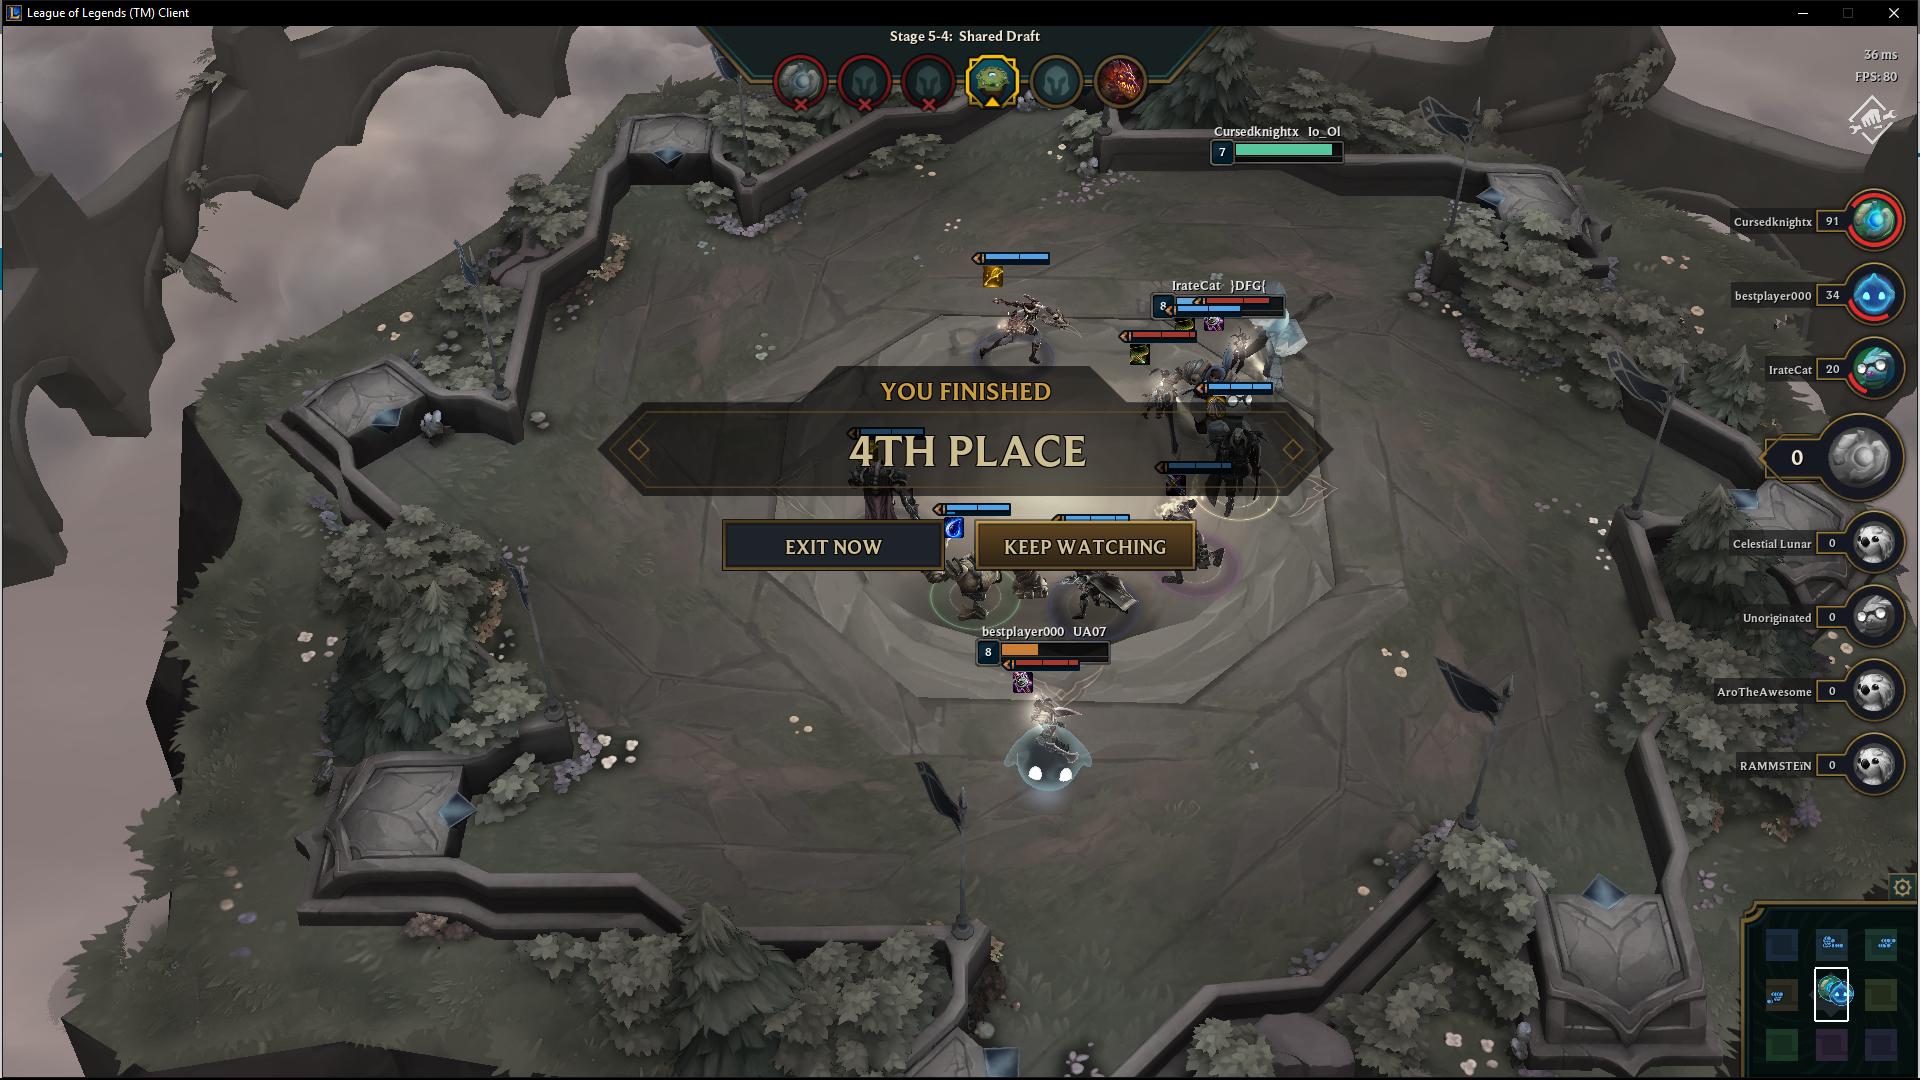 League of Legends (TM) Client
Stage 5-4: Shared Draft
36 ms
FPS: 80
Cursedknightx Io_Ol
7
Cursedknightx 91
IrateCat }DFG{
8
bestplayer000 34
IrateCat 20
YOU FINISHED
4TH PLACE
0
EXIT NOW
KEEP WATCHING
Celestial Lunar 0
Unoriginated 0
bestplayer000 UA07
8
AroTheAwesome 0
RAMMSTEïN 0